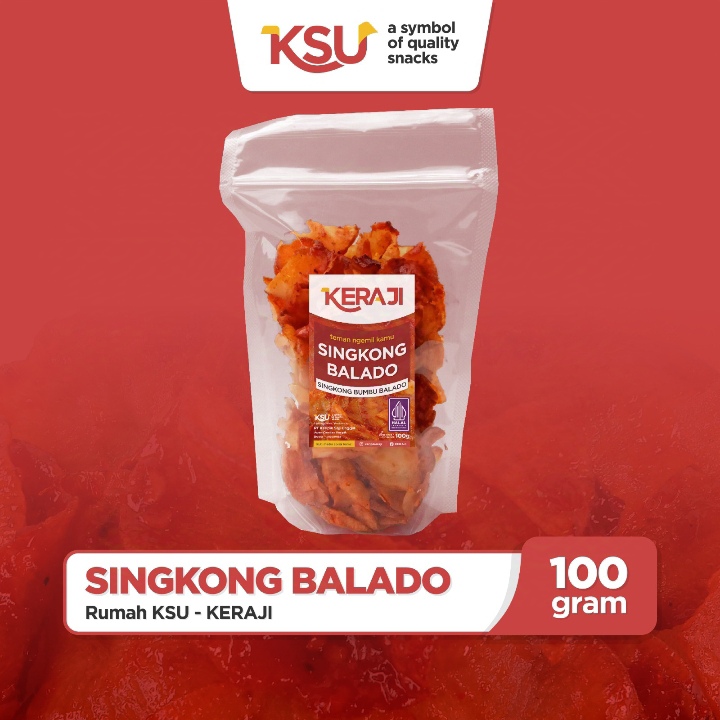 KSU
a symbol
of quality
snacks
KERAJI
teman ngemil kamu
SINGKONG
BALADO
SINGKONG BUMBU BALADO
KSU
HALAL
100g
SINGKONG BALADO
Rumah KSU - KERAJI
100
gram